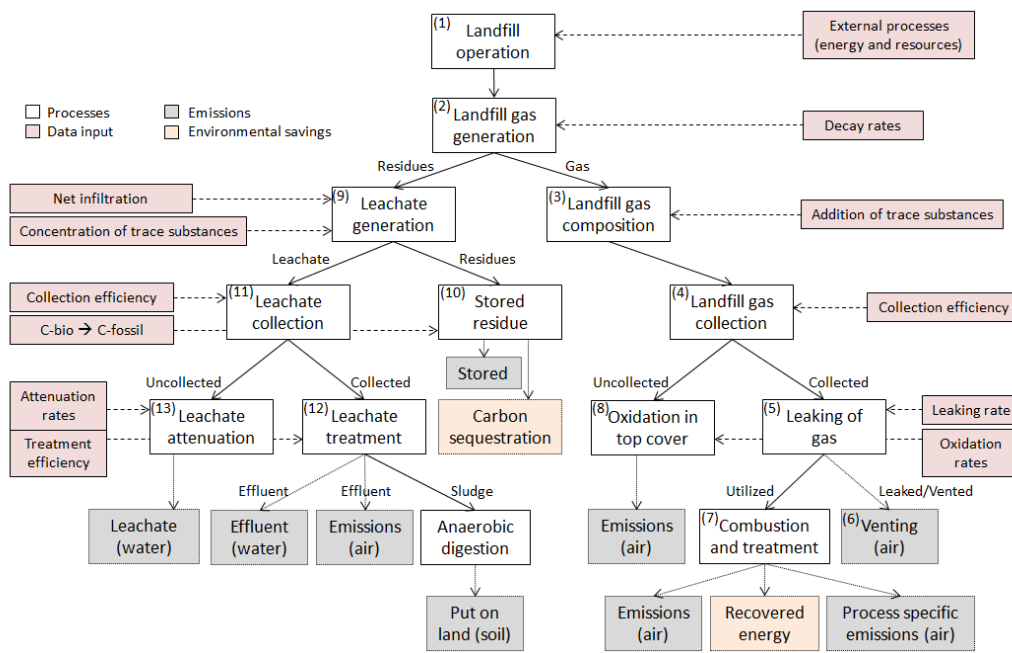 (1)
Landfill
operation
External processes
(energy and resources)
Processes
Emissions
Data input
Environmental savings
(2)
Landfill gas
generation
Decay rates
Residues
Gas
Net infiltration
Concentration of trace substances
(9)
Leachate
generation
(3)
Landfill gas
composition
Addition of trace substances
Leachate
Residues
Collection efficiency
C-bio → C-fossil
(11)
Leachate
collection
(10)
Stored
residue
(4)
Landfill gas
collection
Collection efficiency
Stored
Uncollected
Collected
Uncollected
Collected
Attenuation
rates
Treatment
efficiency
(13)
Leachate
attenuation
(12)
Leachate
treatment
Carbon
sequestration
(8)
Oxidation in
top cover
(5)
Leaking of
gas
Leaking rate
Oxidation
rates
Effluent
Effluent
Sludge
Utilized
Leaked/Vented
Leachate
(water)
Effluent
(water)
Emissions
(air)
Anaerobic
digestion
Emissions
(air)
(7)
Combustion
and treatment
(6)
Venting
(air)
Put on
land (soil)
Emissions
(air)
Recovered
energy
Process specific
emissions (air)